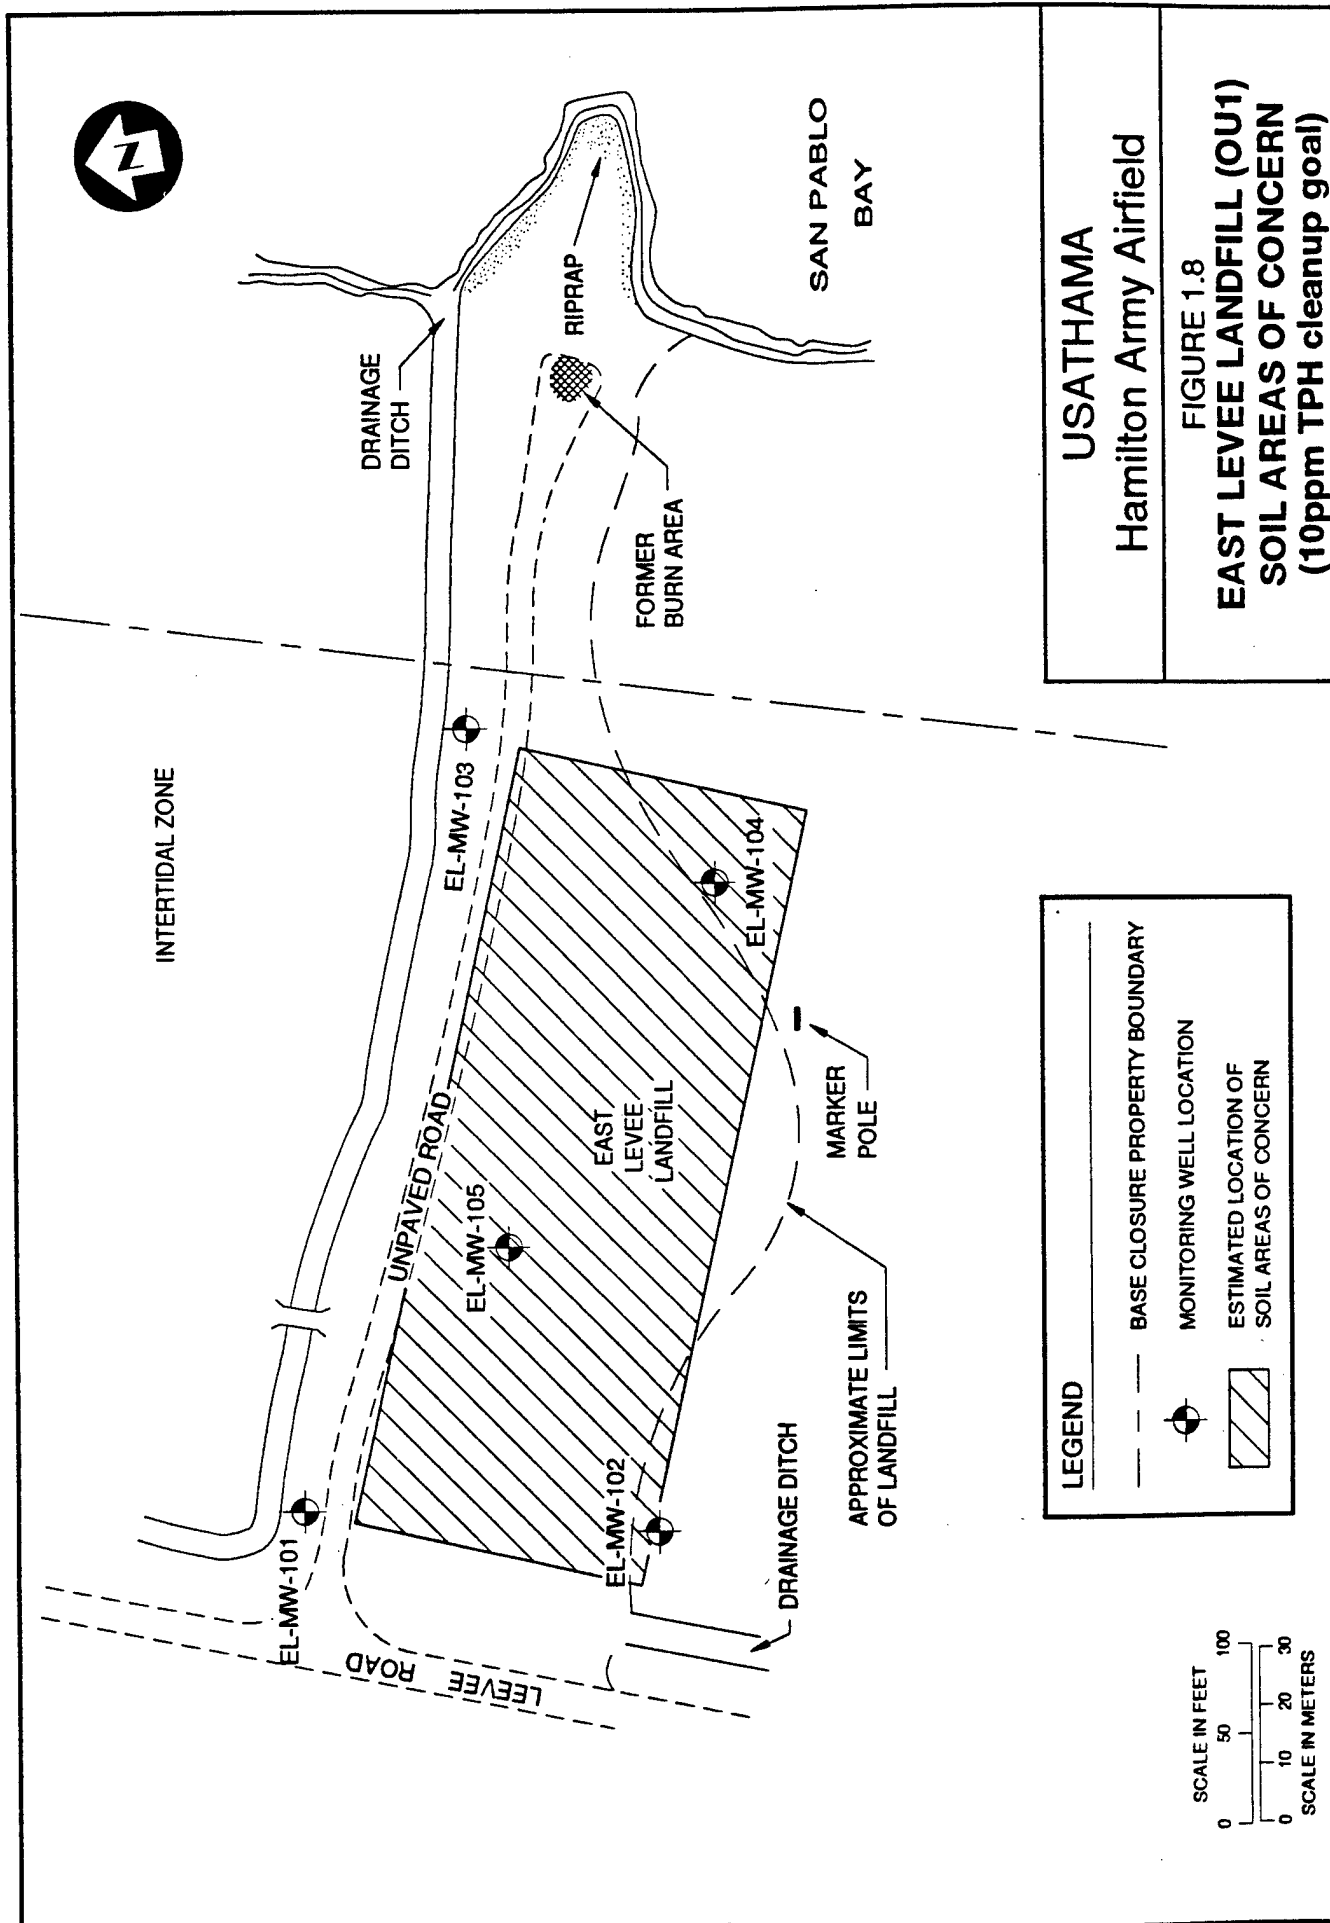 N
INTERTIDAL ZONE
DRAINAGE
DITCH
RIPRAP
SAN PABLO
BAY
FORMER
BURN AREA
EL-MW-103
EL-MW-104
UNPAVED ROAD
EL-MW-105
EAST
LEVEE
LANDFILL
MARKER
POLE
EL-MW-101
EL-MW-102
LEEVEE ROAD
DRAINAGE DITCH
APPROXIMATE LIMITS
OF LANDFILL
SCALE IN FEET
0 50 100
0 10 20 30
SCALE IN METERS
LEGEND
BASE CLOSURE PROPERTY BOUNDARY
MONITORING WELL LOCATION
ESTIMATED LOCATION OF
SOIL AREAS OF CONCERN
USATHAMA
Hamilton Army Airfield
FIGURE 1.8
EAST LEVEE LANDFILL (OU1)
SOIL AREAS OF CONCERN
(10ppm TPH cleanup goal)